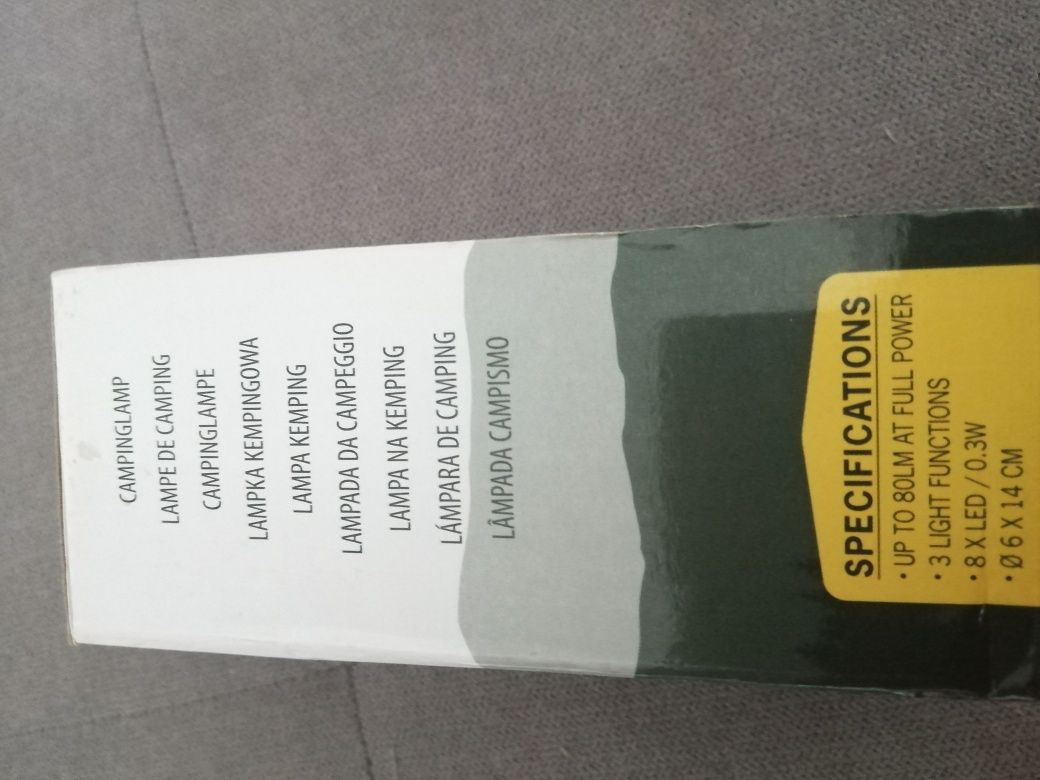 CAMPINGLAMP
LAMPE DE CAMPING
CAMPINGLAMPE
LAMPKA KEMPINGOWA
LAMPA KEMPING
LAMPADA DA CAMPEGGIO
LAMPA NA KEMPING
LÁMPARA DE CAMPING
LÂMPADA CAMPISMO
SPECIFICATIONS
• UP TO 80LM AT FULL POWER
• 3 LIGHT FUNCTIONS
• 8 X LED / 0.3W
• Ø 6 X 14 CM